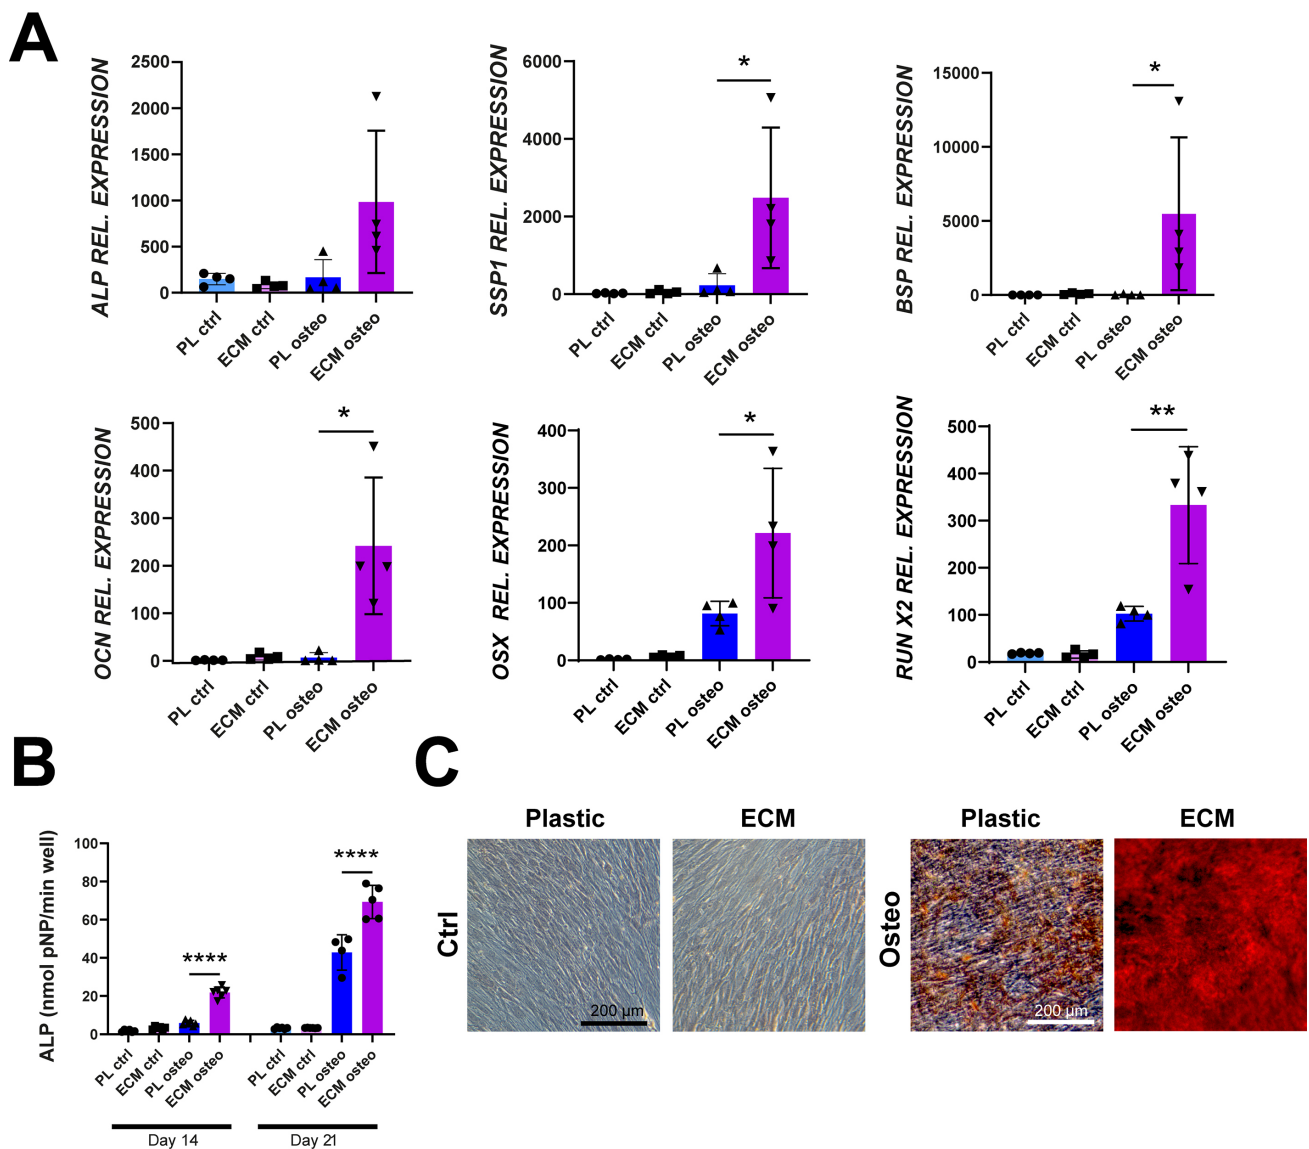 A
ALP REL. EXPRESSION
2500
2000
1500
1000
500
0
PL ctrl
ECM ctrl
PL osteo
ECM osteo
SSP1 REL. EXPRESSION
6000
4000
2000
0
*
PL ctrl
ECM ctrl
PL osteo
ECM osteo
BSP REL. EXPRESSION
15000
10000
5000
0
*
PL ctrl
ECM ctrl
PL osteo
ECM osteo
OCN REL. EXPRESSION
500
400
300
200
100
0
*
PL ctrl
ECM ctrl
PL osteo
ECM osteo
OSX REL. EXPRESSION
400
300
200
100
0
*
PL ctrl
ECM ctrl
PL osteo
ECM osteo
RUN X2 REL. EXPRESSION
500
400
300
200
100
0
**
PL ctrl
ECM ctrl
PL osteo
ECM osteo
B
ALP (nmol pNP/min well)
100
80
60
40
20
0
****
****
PL ctrl
ECM ctrl
PL osteo
ECM osteo
PL ctrl
ECM ctrl
PL osteo
ECM osteo
Day 14
Day 21
C
Plastic
ECM
Ctrl
200 µm
Plastic
ECM
Osteo
200 µm